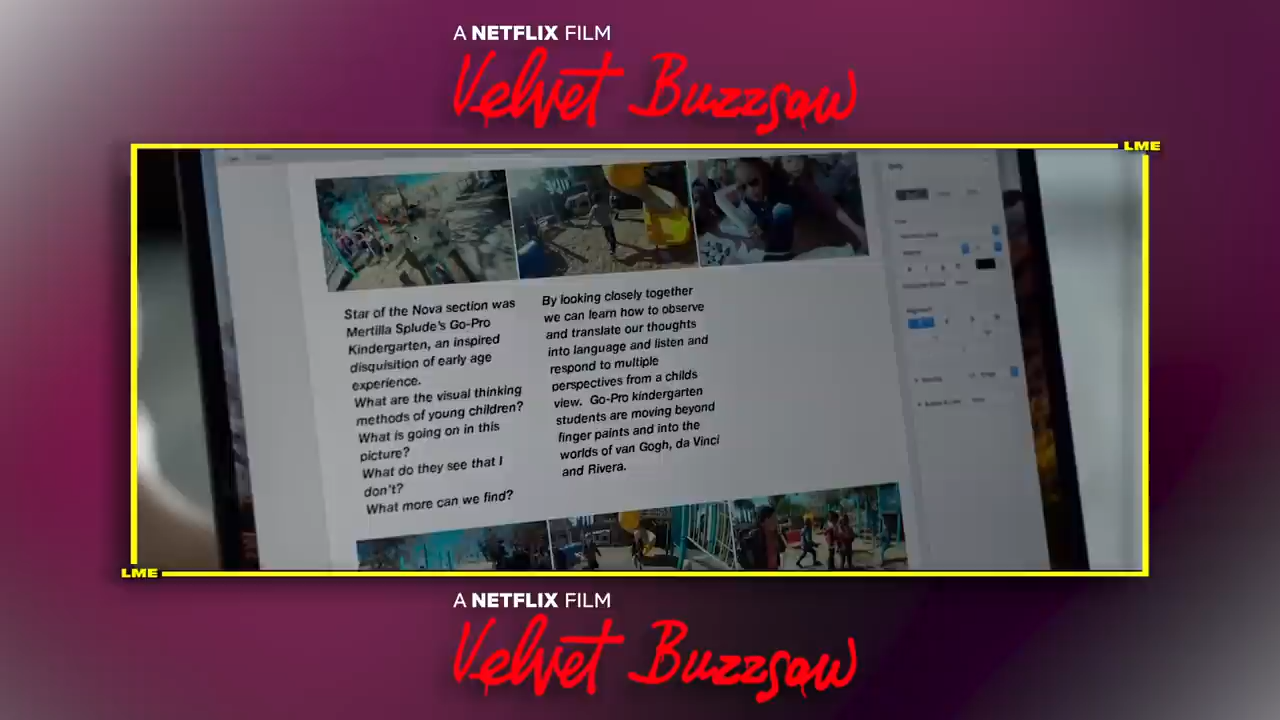 A NETFLIX FILM
Velvet Buzzsaw
LME
Star of the Nova section was
Mertilla Splude's Go-Pro
Kindergarten, an inspired
disquisition of early age
experience.
What are the visual thinking
methods of young children?
What is going on in this
picture?
What do they see that I
don't?
What more can we find?
By looking closely together
we can learn how to observe
and translate our thoughts
into language and listen and
respond to multiple
perspectives from a childs
view. Go-Pro kindergarten
students are moving beyond
finger paints and into the
worlds of van Gogh, da Vinci
and Rivera.
LME
A NETFLIX FILM
Velvet Buzzsaw